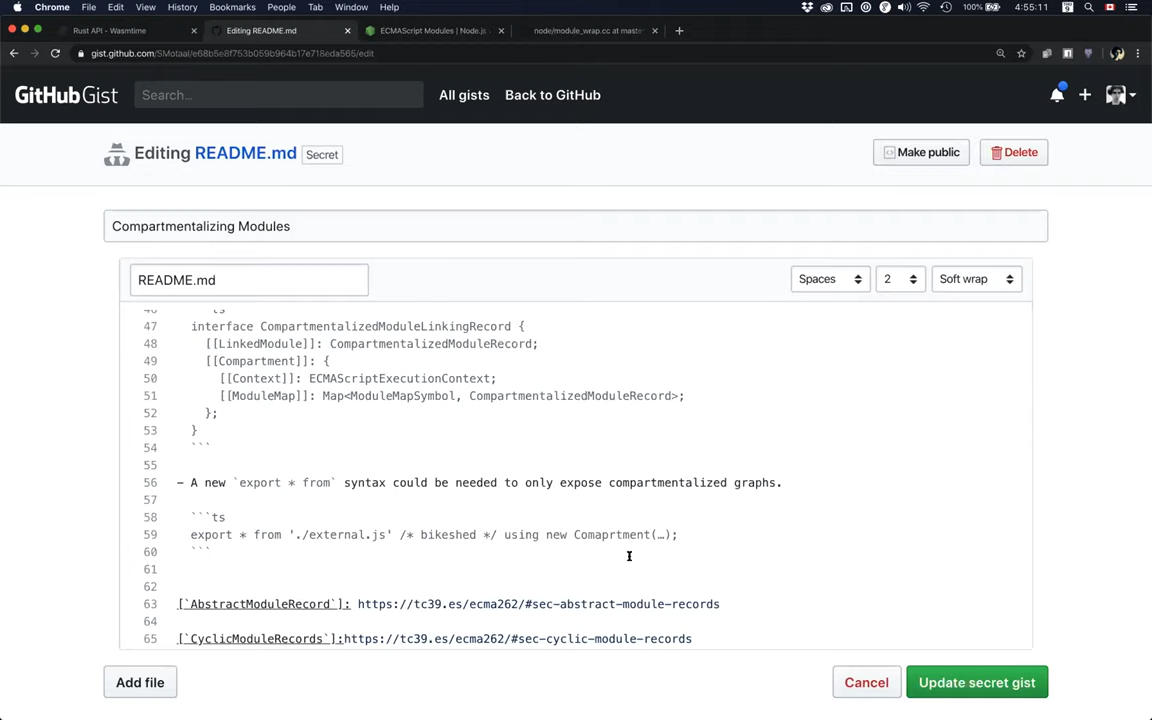 Chrome File Edit View History Bookmarks People Tab Window Help 100% 4:55:11
Rust API - Wasmtime
Editing README.md
ECMAScript Modules | Node.js
node/module_wrap.cc at maste
gist.github.com/SMotaal/e68b5e8f753b059b964b17e718eda565/edit
GitHub Gist Search... All gists Back to GitHub
Editing README.md Secret Make public Delete
Compartmentalizing Modules
README.md Spaces 2 Soft wrap
46 ```ts
47 interface CompartmentalizedModuleLinkingRecord {
48 [[LinkedModule]]: CompartmentalizedModuleRecord;
49 [[Compartment]]: {
50 [[Context]]: ECMAScriptExecutionContext;
51 [[ModuleMap]]: Map<ModuleMapSymbol, CompartmentalizedModuleRecord>;
52 };
53 }
54 ```
55
56 - A new `export * from` syntax could be needed to only expose compartmentalized graphs.
57
58 ```ts
59 export * from './external.js' /* bikeshed */ using new Comaprtment(…);
60 ```
61
62
63 [`AbstractModuleRecord`]: https://tc39.es/ecma262/#sec-abstract-module-records
64
65 [`CyclicModuleRecords`]:https://tc39.es/ecma262/#sec-cyclic-module-records
Add file Cancel Update secret gist